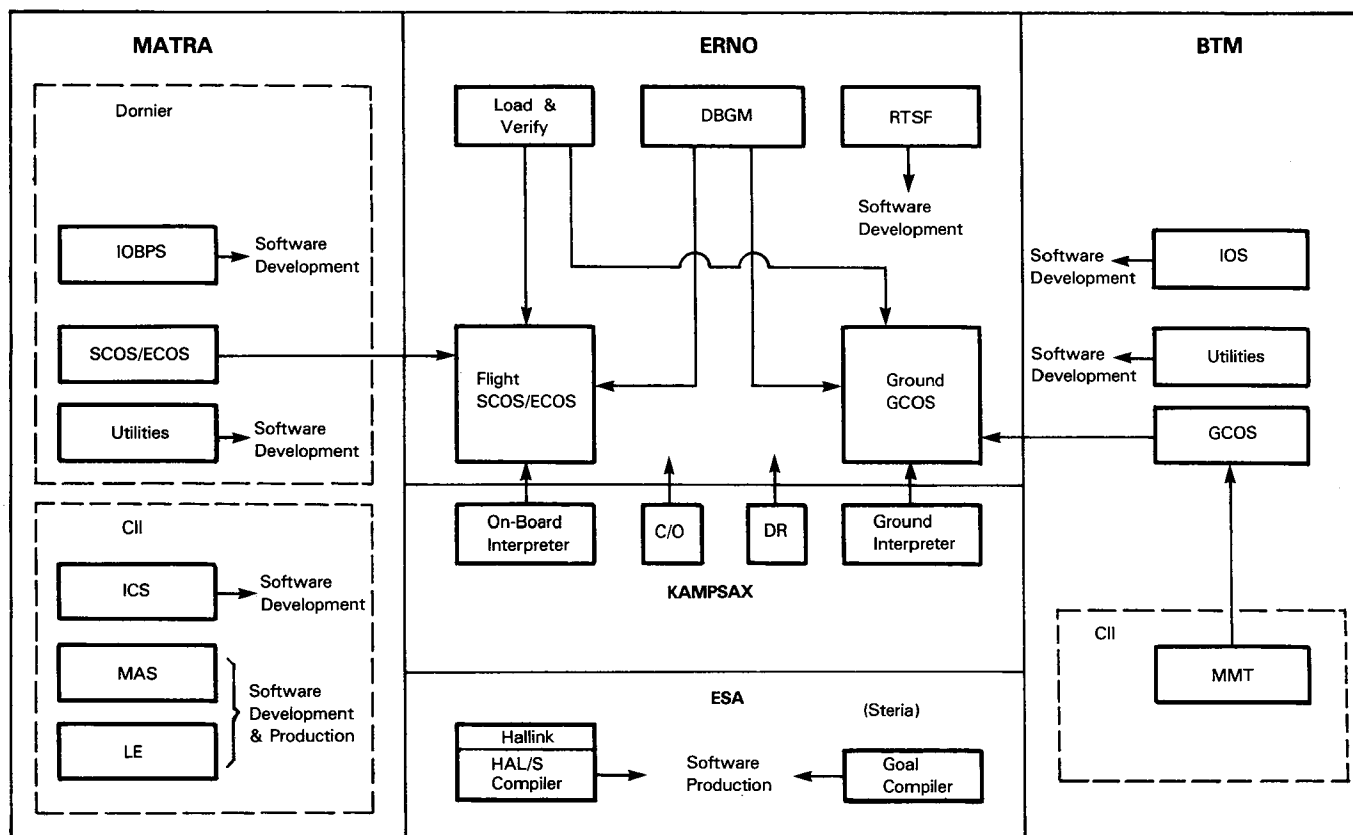 MATRA
Dornier
IOBPS
Software
Development
SCOS/ECOS
Utilities
Software
Development
CII
ICS
Software
Development
MAS
LE
Software
Development
& Production
ERNO
Load &
Verify
DBGM
RTSF
Software
Development
Flight
SCOS/ECOS
Ground
GCOS
On-Board
Interpreter
C/O
DR
Ground
Interpreter
KAMPSAX
ESA
(Steria)
Hallink
HAL/S
Compiler
Software
Production
Goal
Compiler
BTM
Software
Development
IOS
Software
Development
Utilities
GCOS
CII
MMT